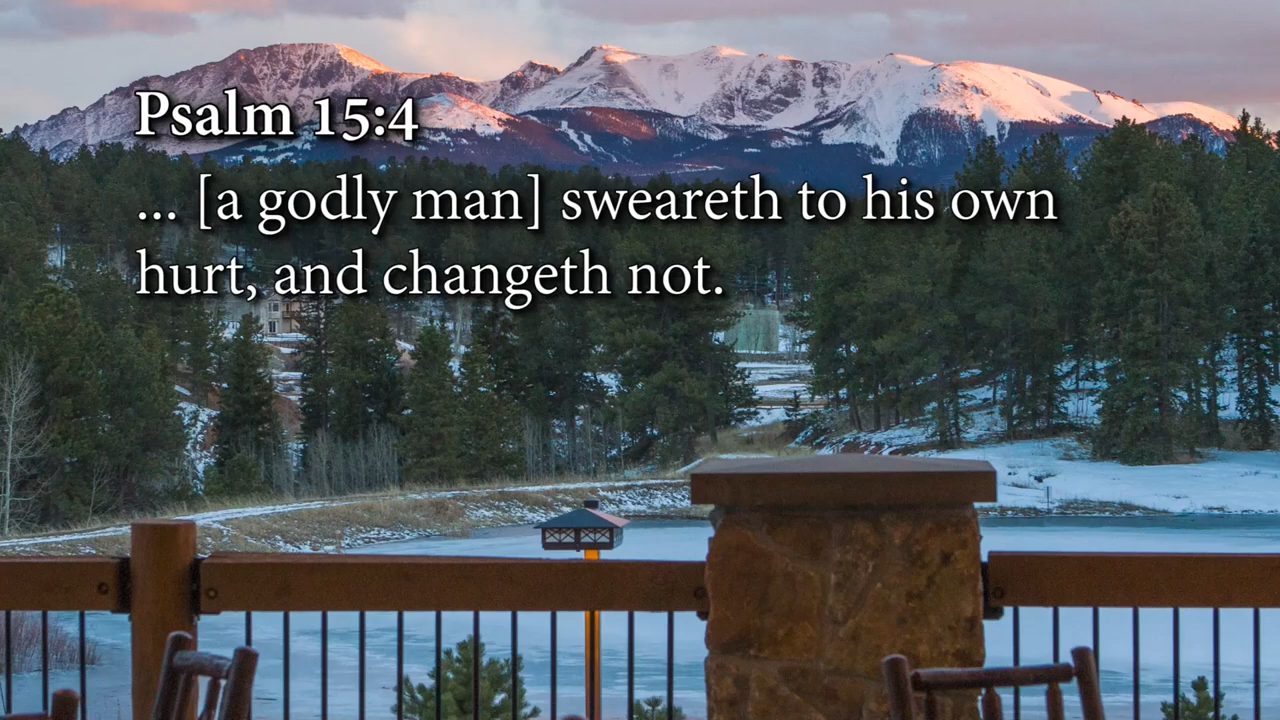 Psalm 15:4
... [a godly man] sweareth to his own
hurt, and changeth not.